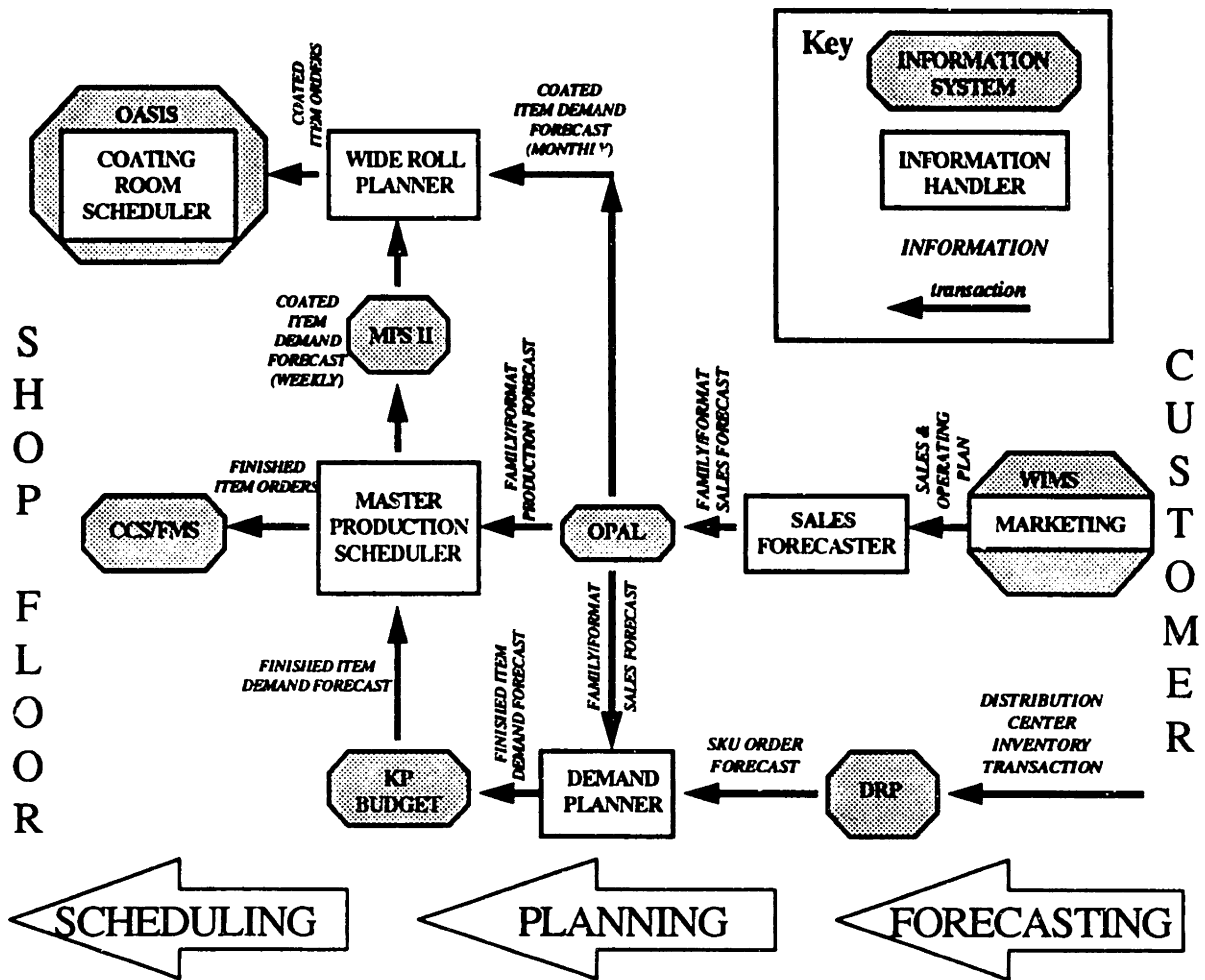 Key
INFORMATION
SYSTEM
INFORMATION
HANDLER
INFORMATION
transaction
OASIS
COATING
ROOM
SCHEDULER
COATED
ITEM ORDERS
WIDE ROLL
PLANNER
COATED
ITEM DEMAND
FORECAST
(MONTHLY)
COATED
ITEM
DEMAND
FORECAST
(WEEKLY)
MPS II
FINISHED
ITEM ORDERS
CCS/FMS
MASTER
PRODUCTION
SCHEDULER
FAMILY/FORMAT
PRODUCTION FORECAST
OPAL
FAMILY/FORMAT
SALES FORECAST
SALES
FORECASTER
SALES &
OPERATING
PLAN
WIMS
MARKETING
FINISHED ITEM
DEMAND FORECAST
FINISHED ITEM
DEMAND FORECAST
FAMILY/FORMAT
SALES FORECAST
KP
BUDGET
DEMAND
PLANNER
SKU ORDER
FORECAST
DRP
DISTRIBUTION
CENTER
INVENTORY
TRANSACTION
SHOP FLOOR
CUSTOMER
SCHEDULING
PLANNING
FORECASTING